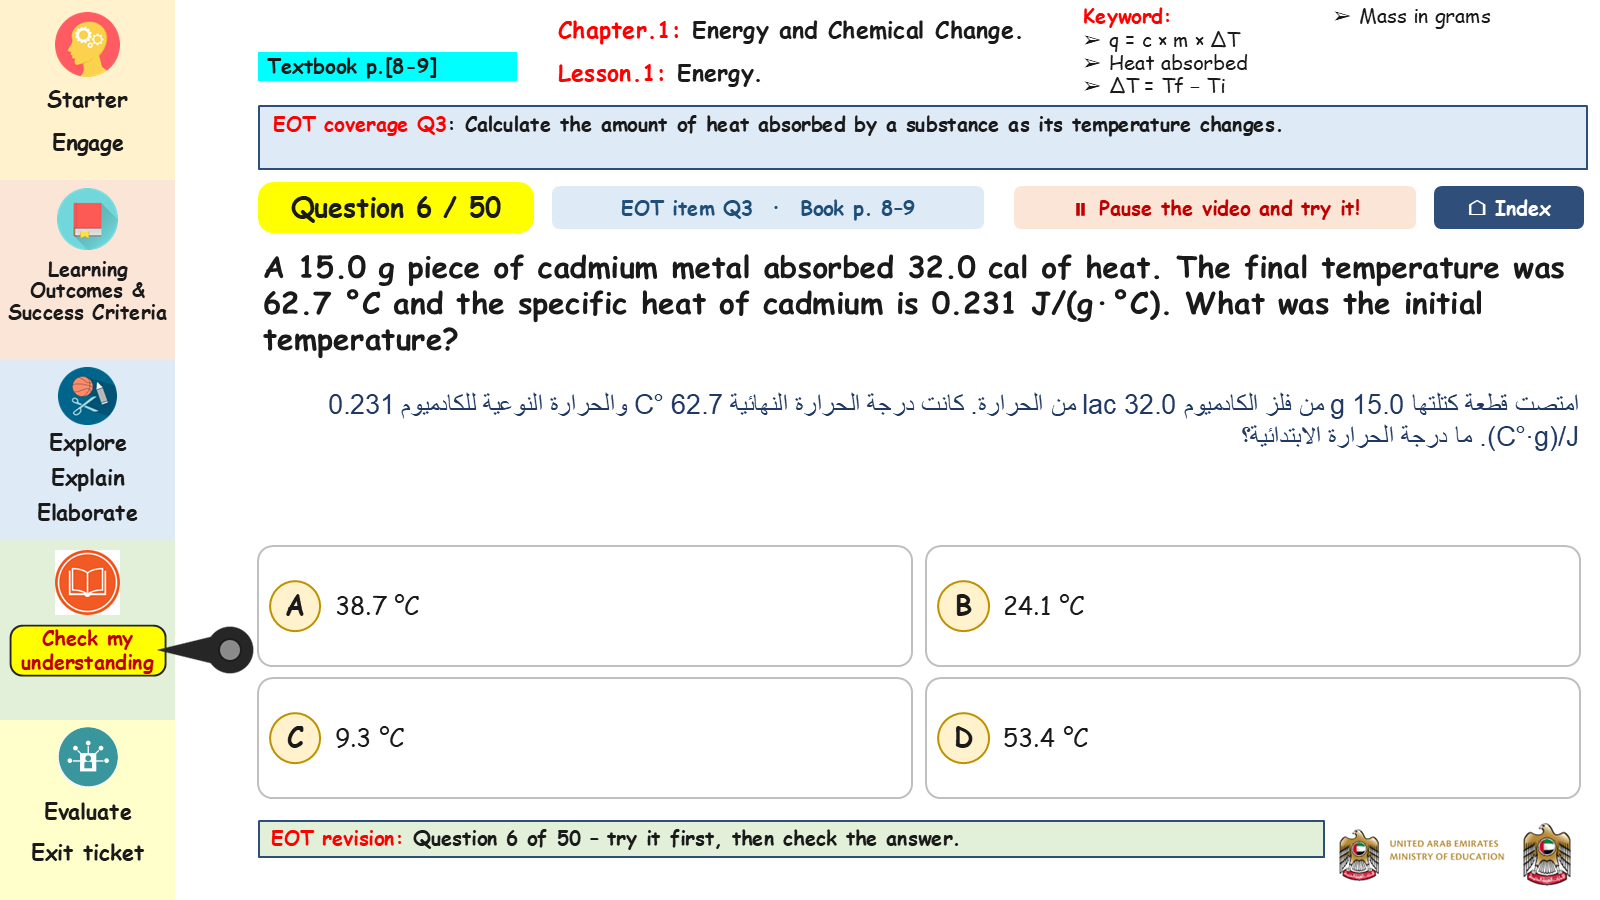 Starter
Engage
Learning
Outcomes &
Success Criteria
Explore
Explain
Elaborate
Check my
understanding
Evaluate
Exit ticket
Textbook p.[8-9]
Chapter.1: Energy and Chemical Change.
Lesson.1: Energy.
Keyword:
➢ q = c × m × ΔT
➢ Heat absorbed
➢ ΔT = Tf − Ti
➢ Mass in grams
EOT coverage Q3: Calculate the amount of heat absorbed by a substance as its temperature changes.
Question 6 / 50
EOT item Q3 · Book p. 8–9
⏸ Pause the video and try it!
☖ Index
A 15.0 g piece of cadmium metal absorbed 32.0 cal of heat. The final temperature was
62.7 °C and the specific heat of cadmium is 0.231 J/(g·°C). What was the initial
temperature?
امتصت قطعة كتلتها 15.0 g من فلز الكادميوم 32.0 lac من الحرارة. كانت درجة الحرارة النهائية 62.7 °C والحرارة النوعية للكادميوم 0.231
J/(g·°C). ما درجة الحرارة الابتدائية؟
A 38.7 °C
B 24.1 °C
C 9.3 °C
D 53.4 °C
EOT revision: Question 6 of 50 – try it first, then check the answer.
UNITED ARAB EMIRATES
MINISTRY OF EDUCATION